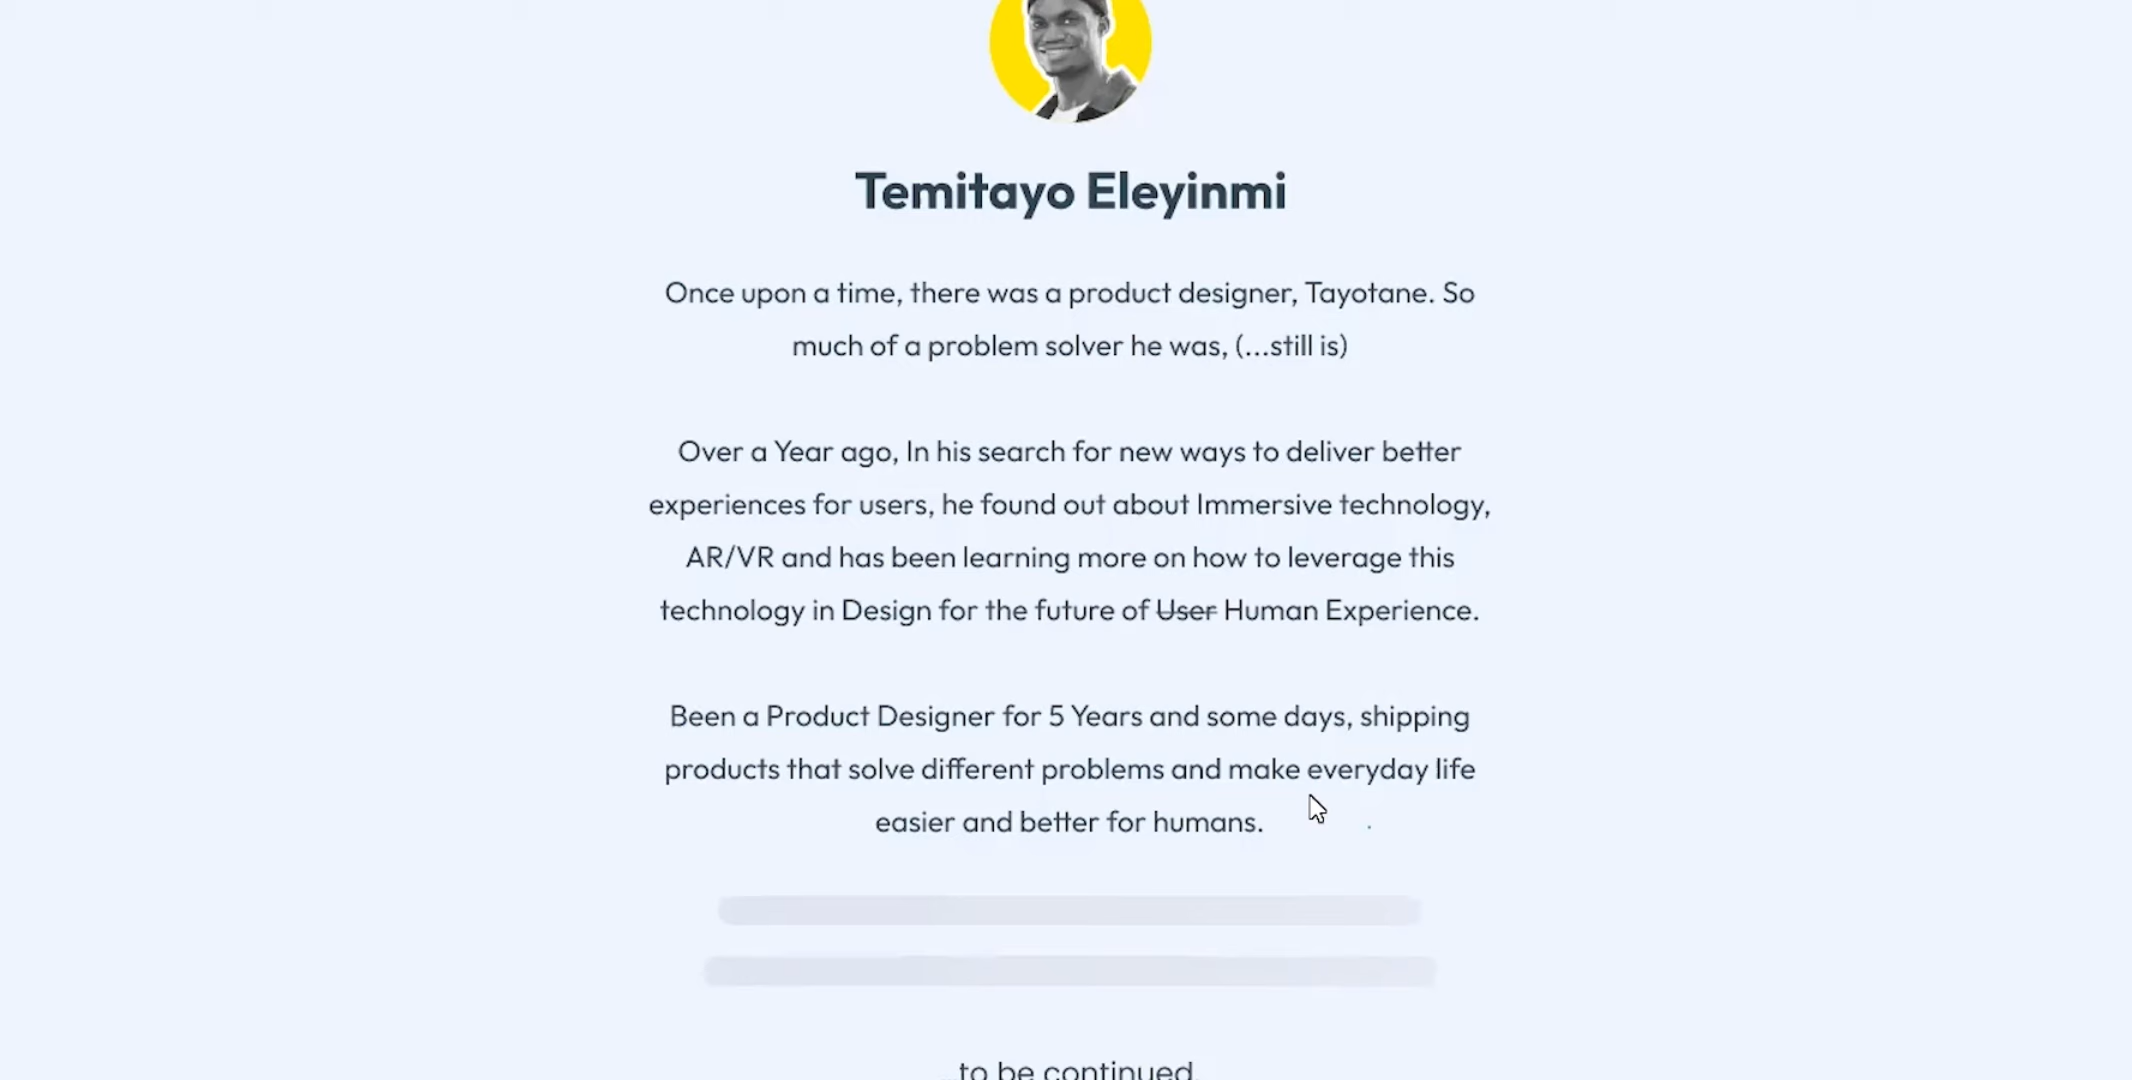 Temitayo Eleyinmi
Once upon a time, there was a product designer, Tayotane. So
much of a problem solver he was, (...still is)
Over a Year ago, In his search for new ways to deliver better
experiences for users, he found out about Immersive technology,
AR/VR and has been learning more on how to leverage this
technology in Design for the future of User Human Experience.
Been a Product Designer for 5 Years and some days, shipping
products that solve different problems and make everyday life
easier and better for humans.
...to be continued.